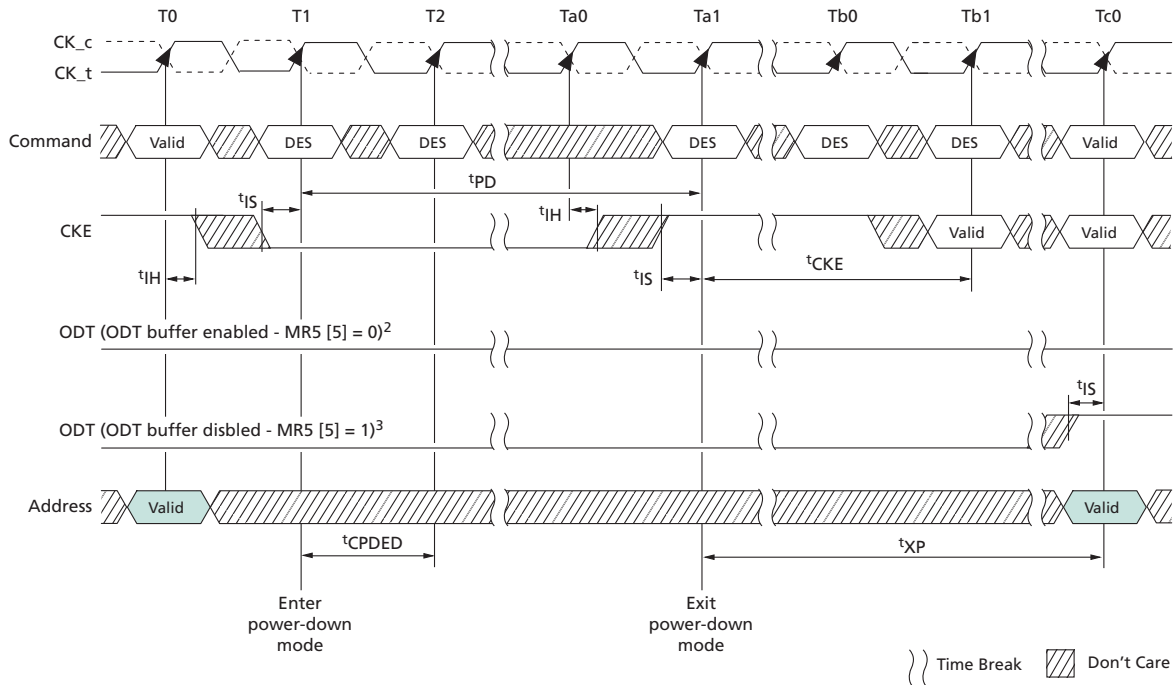 T0 T1 T2 Ta0 Ta1 Tb0 Tb1 Tc0
CK_c
CK_t
Command Valid DES DES DES DES DES Valid
tPD
tIS
tIH
CKE Valid Valid
tIH
tIS
tCKE
ODT (ODT buffer enabled - MR5 [5] = 0)2
tIS
ODT (ODT buffer disbled - MR5 [5] = 1)3
Address Valid Valid
tCPDED
tXP
Enter
power-down
mode
Exit
power-down
mode
Time Break
Don't Care